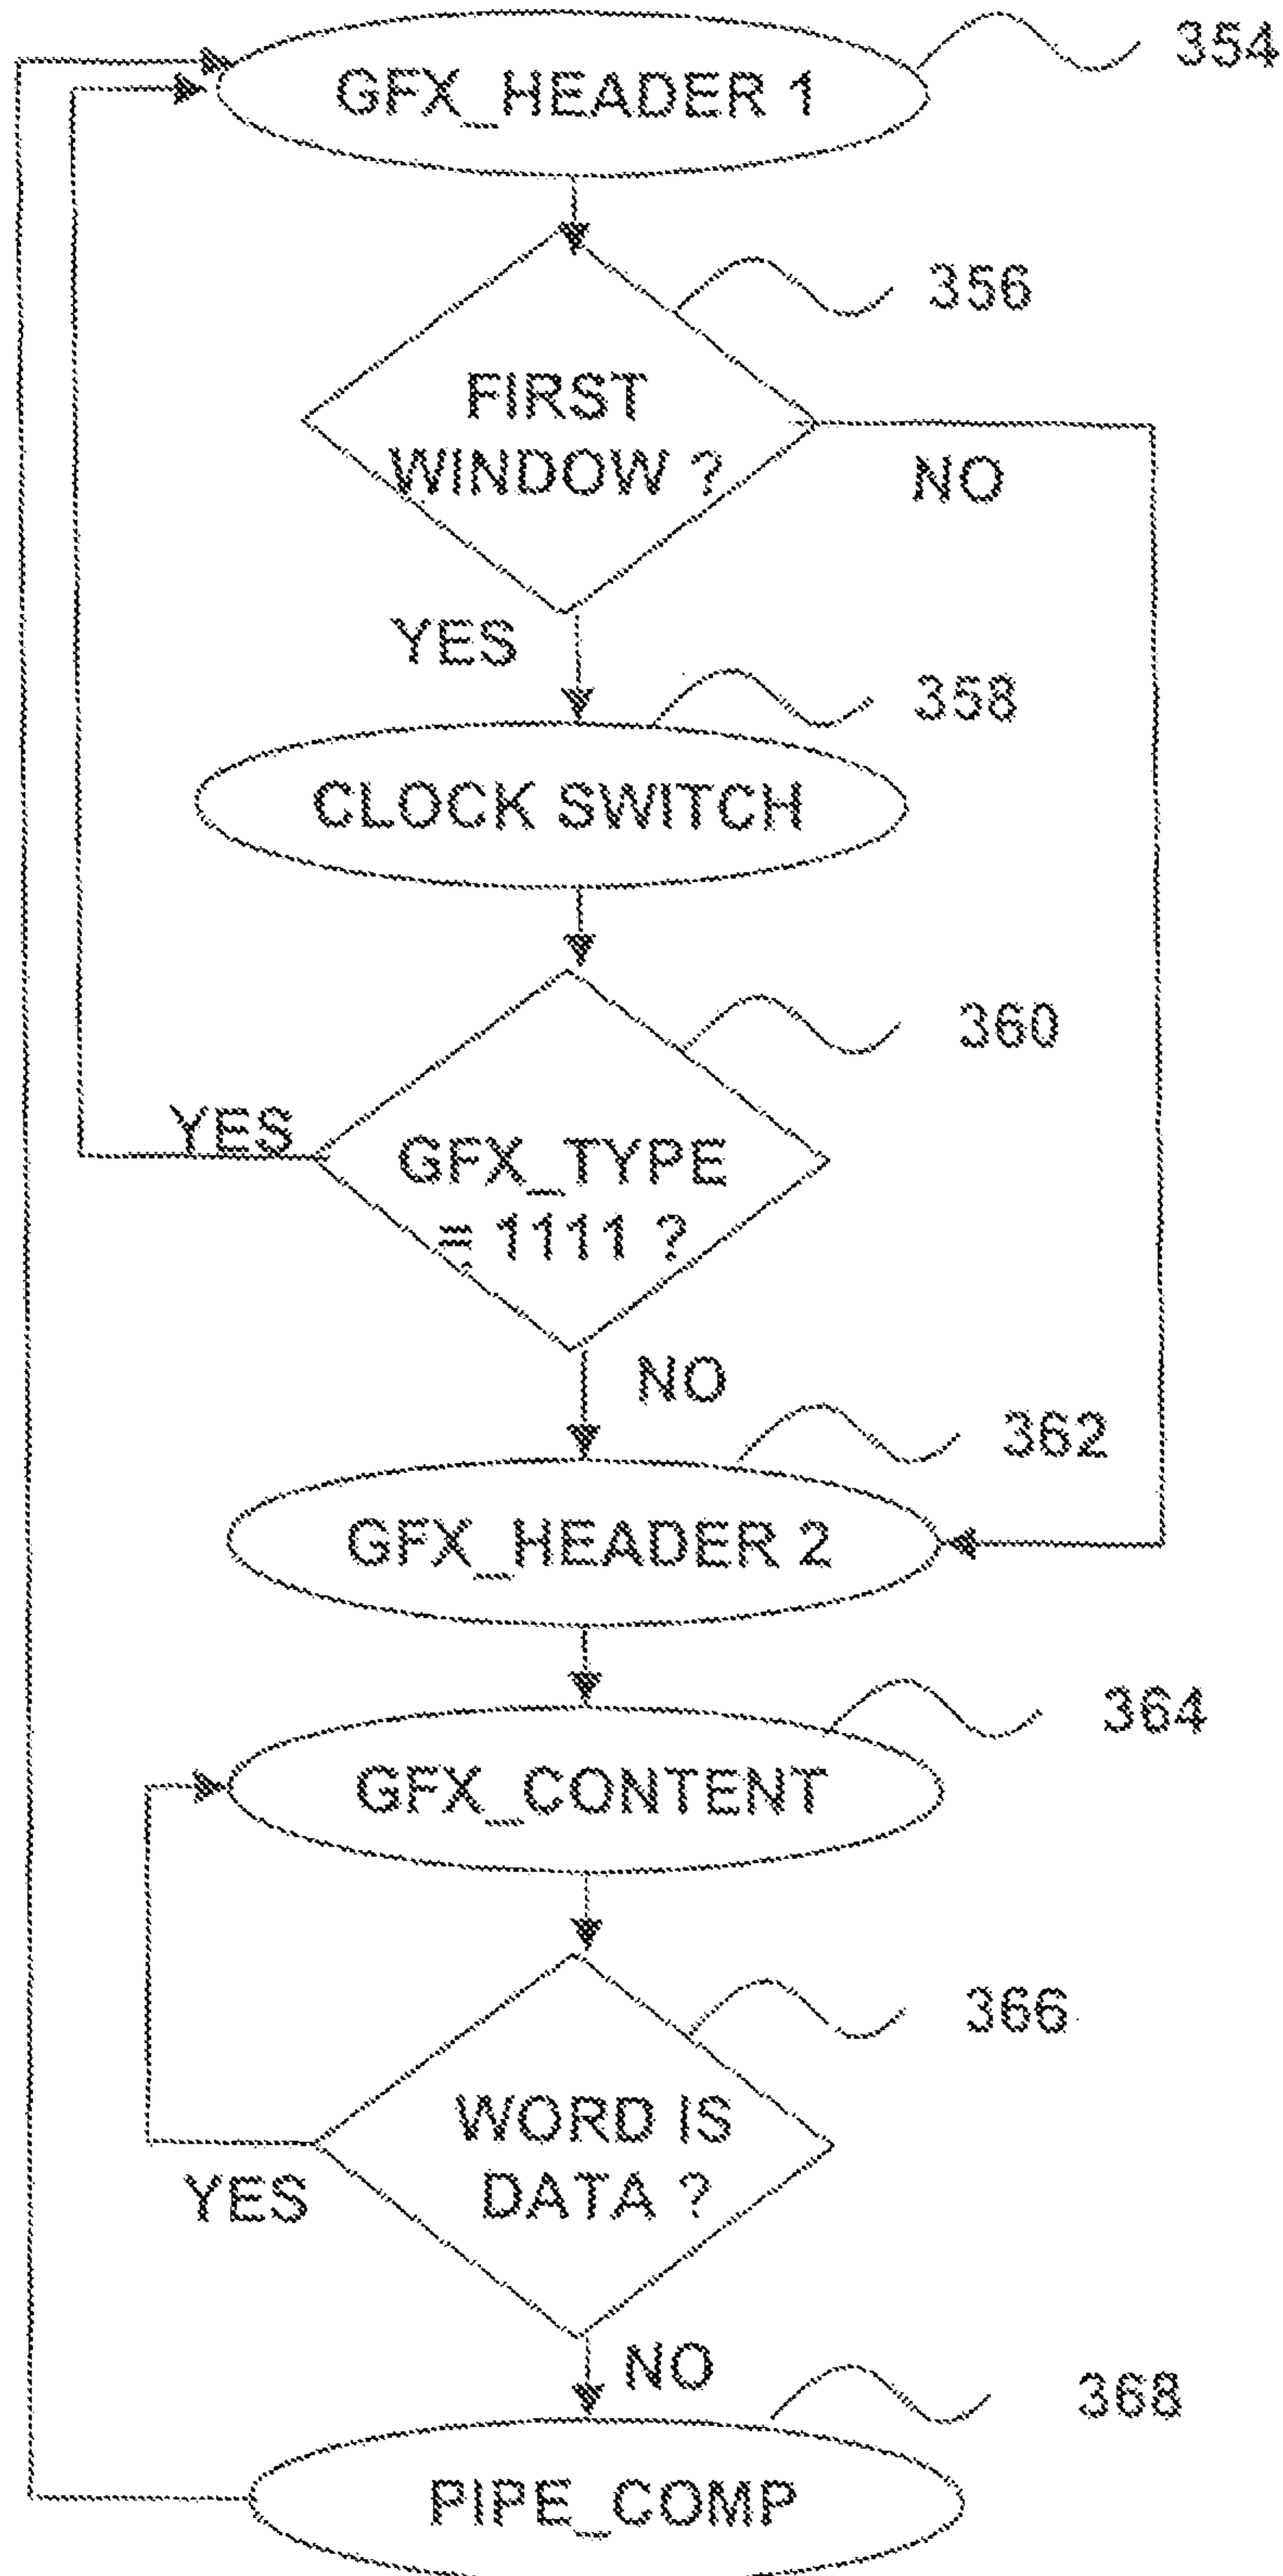 GFX_HEADER 1
354
356
FIRST
WINDOW ?
NO
YES
358
CLOCK SWITCH
360
YES
GFX_TYPE
= 1111 ?
NO
362
GFX_HEADER 2
364
GFX_CONTENT
366
WORD IS
DATA ?
YES
NO
368
PIPE_COMP